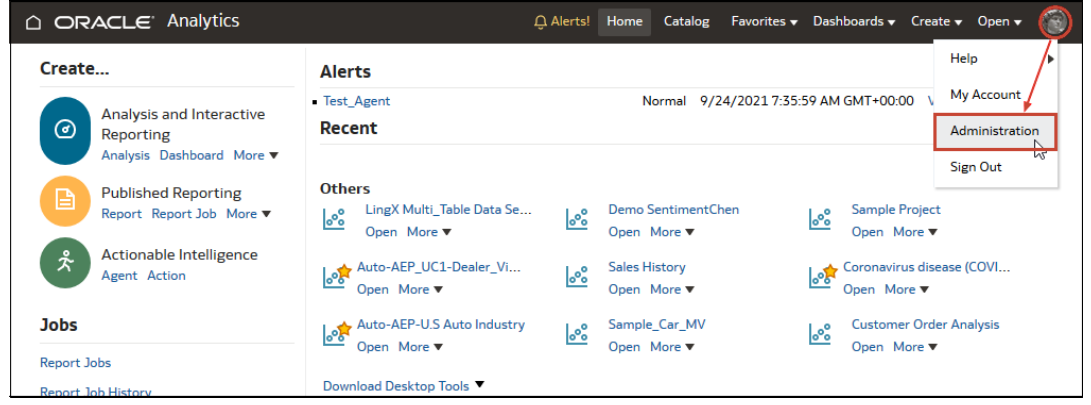 ORACLE Analytics
Alerts! Home Catalog Favorites Dashboards Create Open
Help
My Account
Administration
Sign Out
Create...
Analysis and Interactive
Reporting
Analysis Dashboard More
Published Reporting
Report Report Job More
Actionable Intelligence
Agent Action
Jobs
Report Jobs
Report Job History
Alerts
Test_Agent Normal 9/24/2021 7:35:59 AM GMT+00:00
Recent
Others
LingX Multi_Table Data Se... Demo SentimentChen Sample Project
Open More Open More Open More
Auto-AEP_UC1-Dealer_Vi... Sales History Coronavirus disease (COVI...
Open More Open More Open More
Auto-AEP-U.S Auto Industry Sample_Car_MV Customer Order Analysis
Open More Open More Open More
Download Desktop Tools